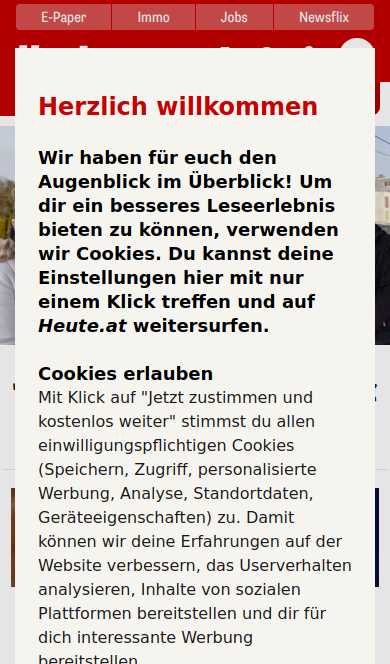 E-Paper
Immo
Jobs
Newsflix
Herzlich willkommen
Wir haben für euch den
Augenblick im Überblick! Um
dir ein besseres Leseerlebnis
bieten zu können, verwenden
wir Cookies. Du kannst deine
Einstellungen hier mit nur
einem Klick treffen und auf
Heute.at weitersurfen.
Cookies erlauben
Mit Klick auf "Jetzt zustimmen und
kostenlos weiter" stimmst du allen
einwilligungspflichtigen Cookies
(Speichern, Zugriff, personalisierte
Werbung, Analyse, Standortdaten,
Geräteeigenschaften) zu. Damit
können wir deine Erfahrungen auf der
Website verbessern, das Userverhalten
analysieren, Inhalte von sozialen
Plattformen bereitstellen und dir für
dich interessante Werbung
bereitstellen